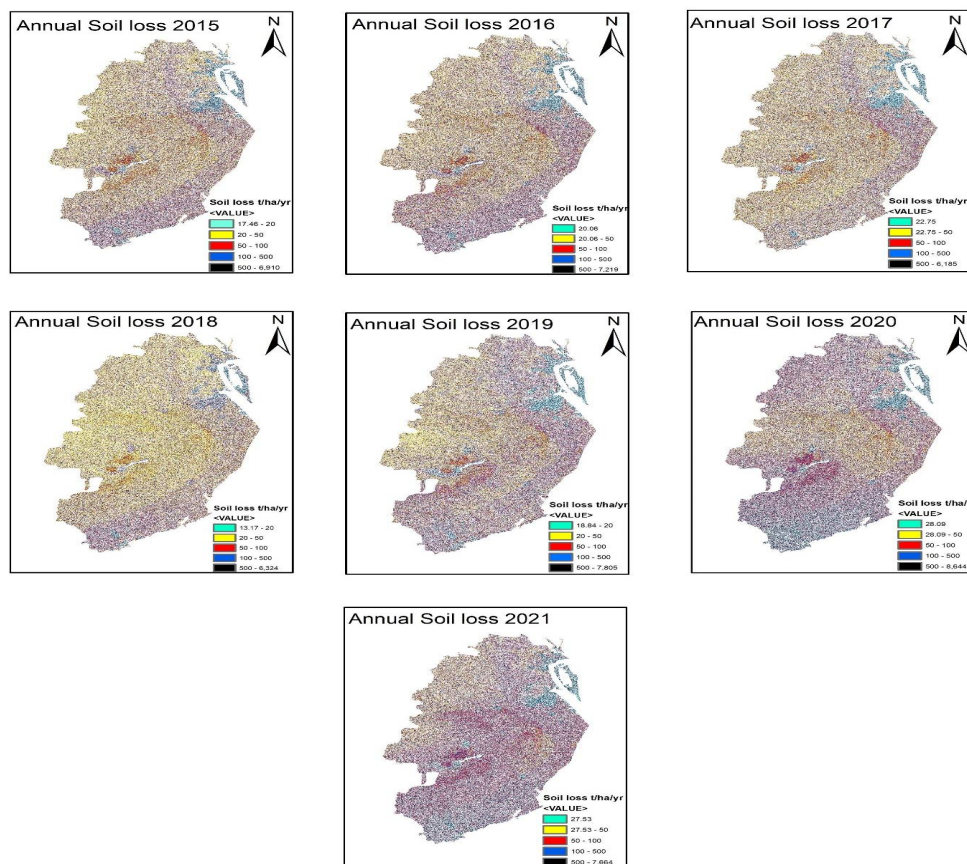 Annual Soil loss 2015
N
Soil loss t/ha/yr
<VALUE>
17.46 - 20
20 - 50
50 - 100
100 - 500
500 - 6,910
Annual Soil loss 2016
N
Soil loss t/ha/yr
<VALUE>
20.06
20.06 - 50
50 - 100
100 - 500
500 - 7,219
Annual Soil loss 2017
N
Soil loss t/ha/yr
<VALUE>
22.75
22.75 - 50
50 - 100
100 - 500
500 - 6,185
Annual Soil loss 2018
N
Soil loss t/ha/yr
<VALUE>
13.17 - 20
20 - 50
50 - 100
100 - 500
500 - 6,324
Annual Soil loss 2019
N
Soil loss t/ha/yr
<VALUE>
18.84 - 20
20 - 50
50 - 100
100 - 500
500 - 7,805
Annual Soil loss 2020
N
Soil loss t/ha/
<VALUE>
28.09
28.09 - 50
50 - 100
100 - 500
500 - 8,644
Annual Soil loss 2021
N
Soil loss t/ha/yr
<VALUE>
27.53
27.53 - 50
50 - 100
100 - 500
500 - 7,664